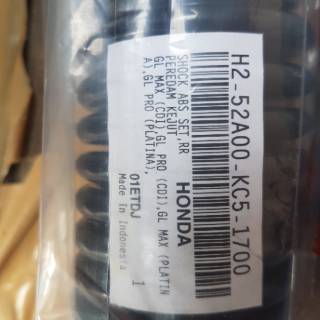 H2-52A00-KC5-1700
HONDA
SHOCK ABS SET,RR
PEREDAM KEJUT
GL MAX (CDI),GL PRO (CDI),GL MAX (PLATIN
A),GL PRO (PLATINA),
01ETDJ
Made In Indonesia
1